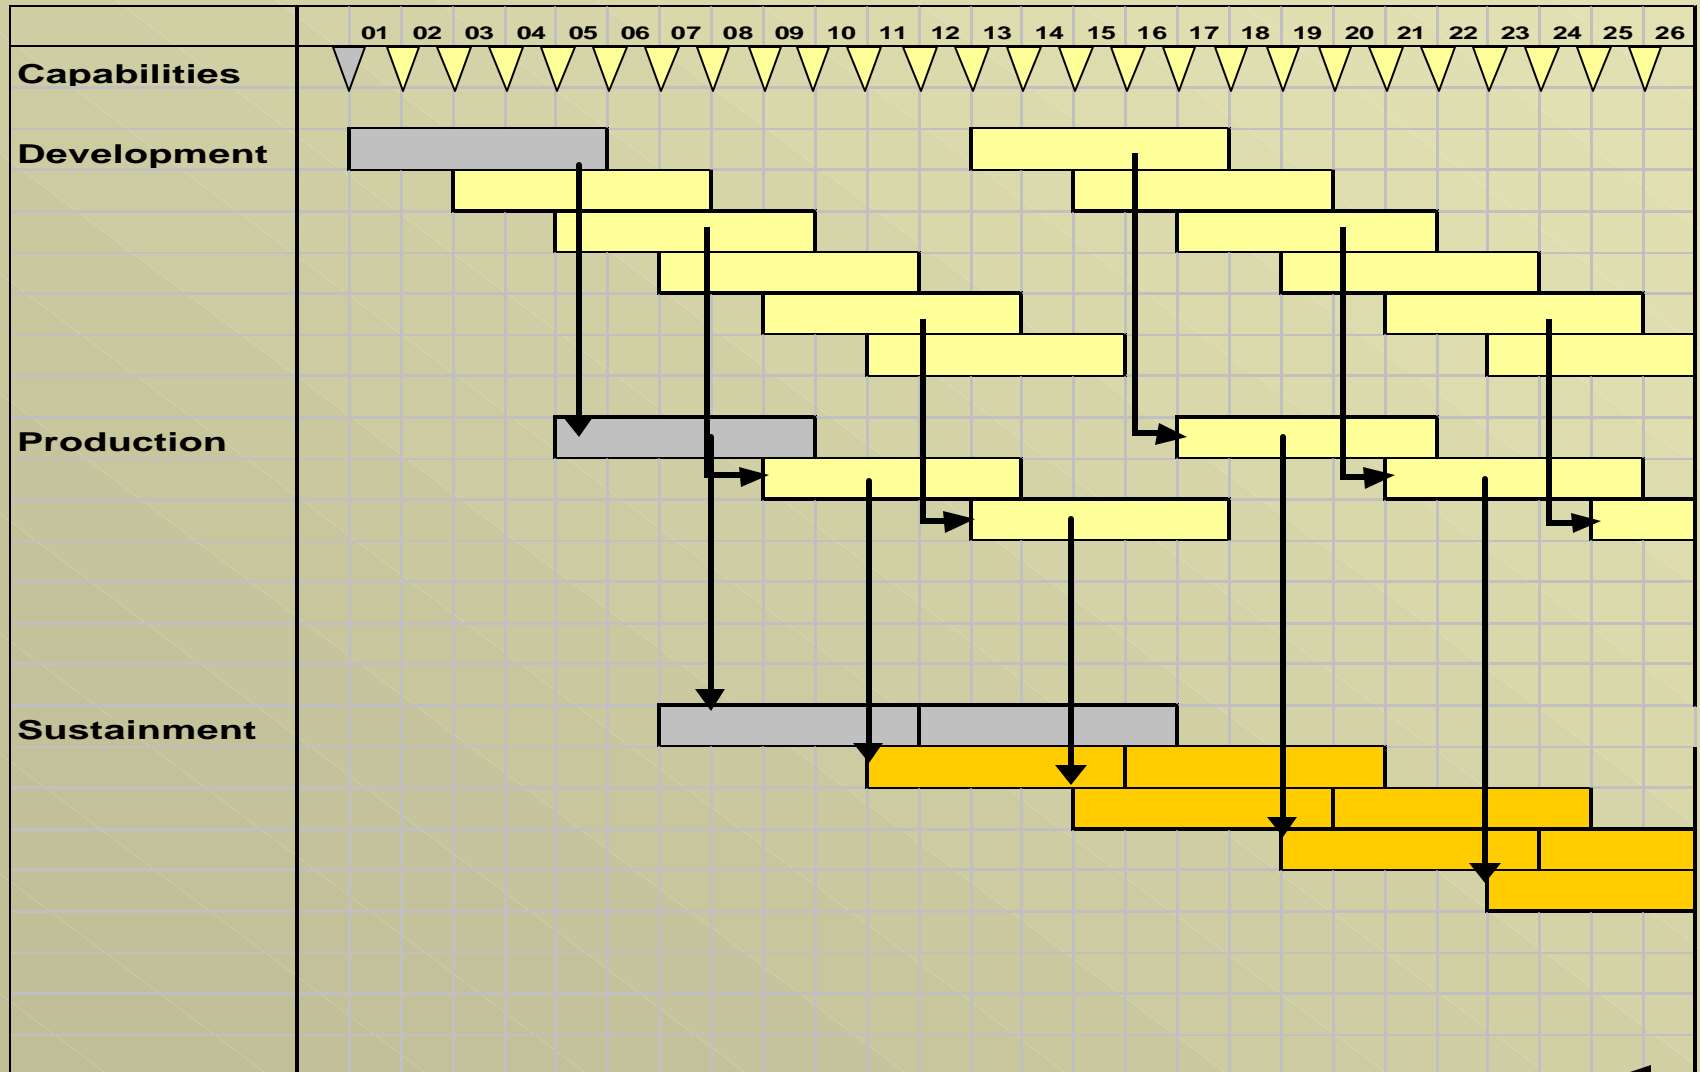 01 02 03 04 05 06 07 08 09 10 11 12 13 14 15 16 17 18 19 20 21 22 23 24 25 26
Capabilities
Development
Production
Sustainment